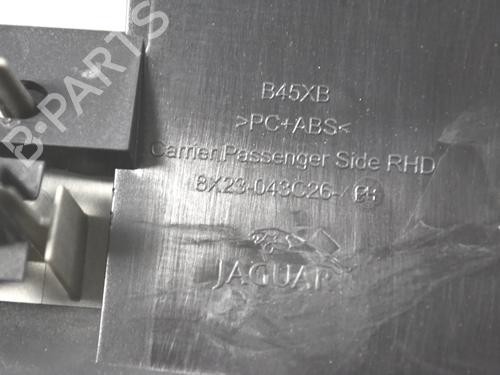 B-PARTS
B45XB
>PC+ABS<
Carrier Passenger Side RHD
8X23-043C26-
JAGUAR